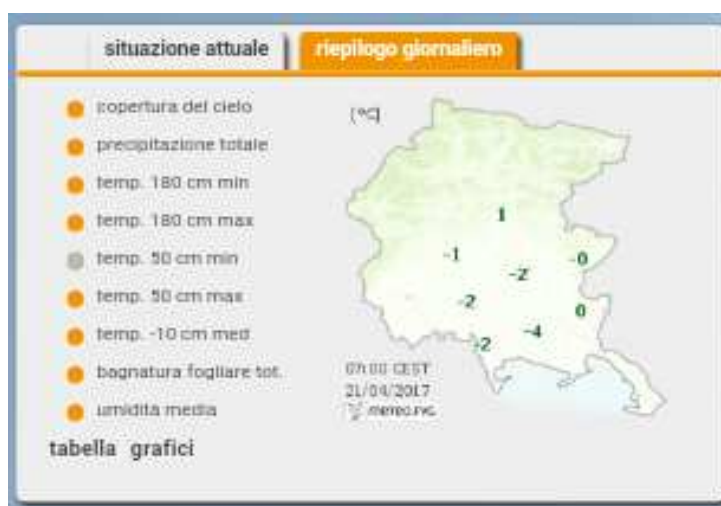 situazione attuale riepilogo giornaliero
copertura del cielo
[°C]
precipitazione totale
temp. 180 cm min
temp. 180 cm max
temp. 50 cm min
temp. 50 cm max
temp. -10 cm med
bagnatura fogliare tot.
umidità media
1
-1 -0
-2
-2 0
-4
-2
07:00 CEST
21/04/2017
METEO.FVG
tabella grafici